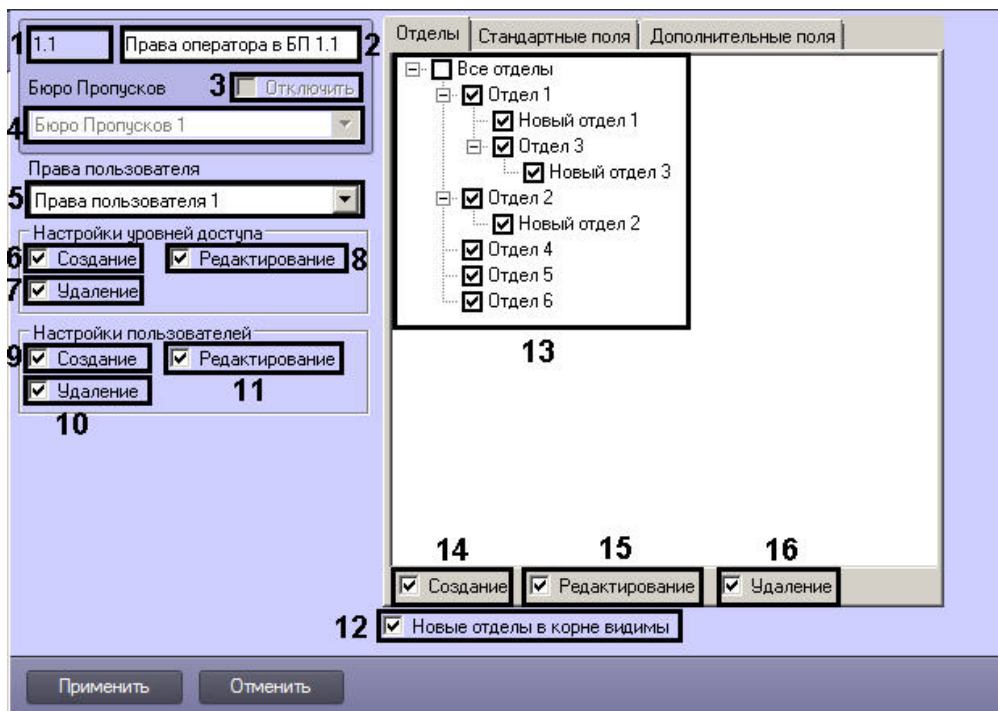 1 1.1 Права оператора в БП 1.1 2
Бюро Пропусков 3 Отключить
4 Бюро Пропусков 1
Права пользователя
5 Права пользователя 1
Настройки уровней доступа
6 Создание Редактирование 8
7 Удаление
Настройки пользователей
9 Создание Редактирование
Удаление 11
10
Отделы Стандартные поля Дополнительные поля
Все отделы
Отдел 1
Новый отдел 1
Отдел 3
Новый отдел 3
Отдел 2
Новый отдел 2
Отдел 4
Отдел 5
Отдел 6
13
14 15 16
Создание Редактирование Удаление
12 Новые отделы в корне видимы
Применить Отменить